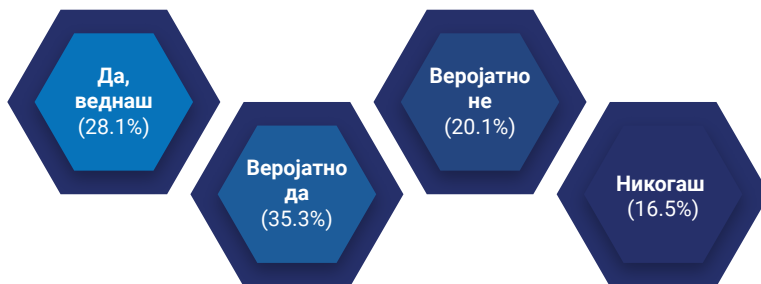 Да,
веднаш
(28.1%)
Веројатно
да
(35.3%)
Веројатно
не
(20.1%)
Никогаш
(16.5%)